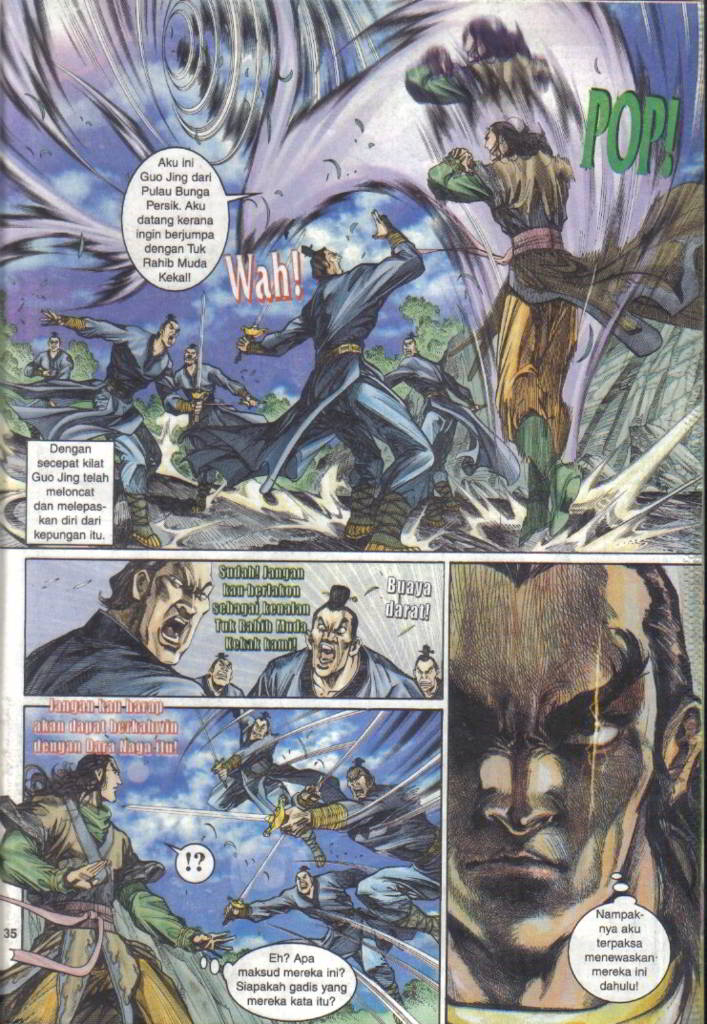 POP!
Aku ini
Guo Jing dari
Pulau Bunga
Persik. Aku
datang kerana
ingin berjumpa
dengan Tuk
Rahib Muda
Kekal!
Wah!
Dengan
secepat kilat
Guo Jing telah
meloncat
dan melepas-
kan diri dari
kepungan itu.
Sudah! Jangan
kau berlakon
sebagai kenalan
Tuk Rahib Muda
Kekak kami!
Buaya
darat!
Jangan kau harap
akan dapat berkahwin
dengan Dara Naga itu!
!?
Eh? Apa
maksud mereka ini?
Siapakah gadis yang
mereka kata itu?
Nampak-
nya aku
terpaksa
menewaskan
mereka ini
dahulu!
35